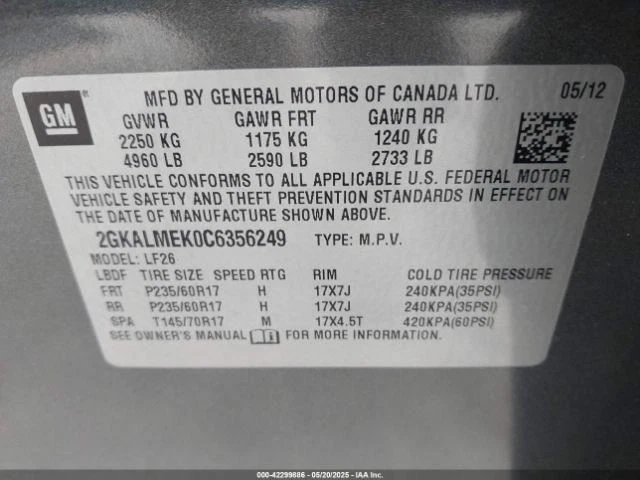 GM ® MFD BY GENERAL MOTORS OF CANADA LTD. 05/12
GVWR GAWR FRT GAWR RR
2250 KG 1175 KG 1240 KG
4960 LB 2590 LB 2733 LB
THIS VEHICLE CONFORMS TO ALL APPLICABLE U.S. FEDERAL MOTOR
VEHICLE SAFETY AND THEFT PREVENTION STANDARDS IN EFFECT ON
THE DATE OF MANUFACTURE SHOWN ABOVE.
2GKALMEK0C6356249 TYPE: M.P.V.
MODEL: LF26
LBDF TIRE SIZE SPEED RTG RIM COLD TIRE PRESSURE
FRT P235/60R17 H 17X7J 240KPA(35PSI)
RR P235/60R17 H 17X7J 240KPA(35PSI)
SPA T145/70R17 M 17X4.5T 420KPA(60PSI)
SEE OWNER'S MANUAL FOR MORE INFORMATION.
000-42299886 - 05/20/2025 - IAAI.COM